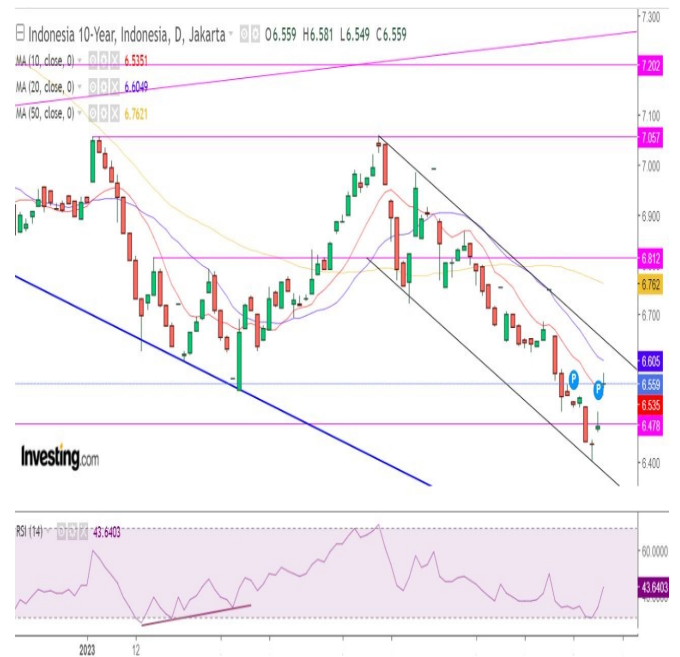 Indonesia 10-Year, Indonesia, D, Jakarta O6.559 H6.581 L6.549 C6.559
MA (10, close, 0) 6.5351
MA (20, close, 0) 6.6049
MA (50, close, 0) 6.7621
7.300
7.202
7.100
7.057
7.000
6.900
6.812
6.762
6.700
6.605
6.559
6.535
6.478
6.400
P
P
Investing.com
RSI (14) 43.6403
60.0000
43.6403
2023 12